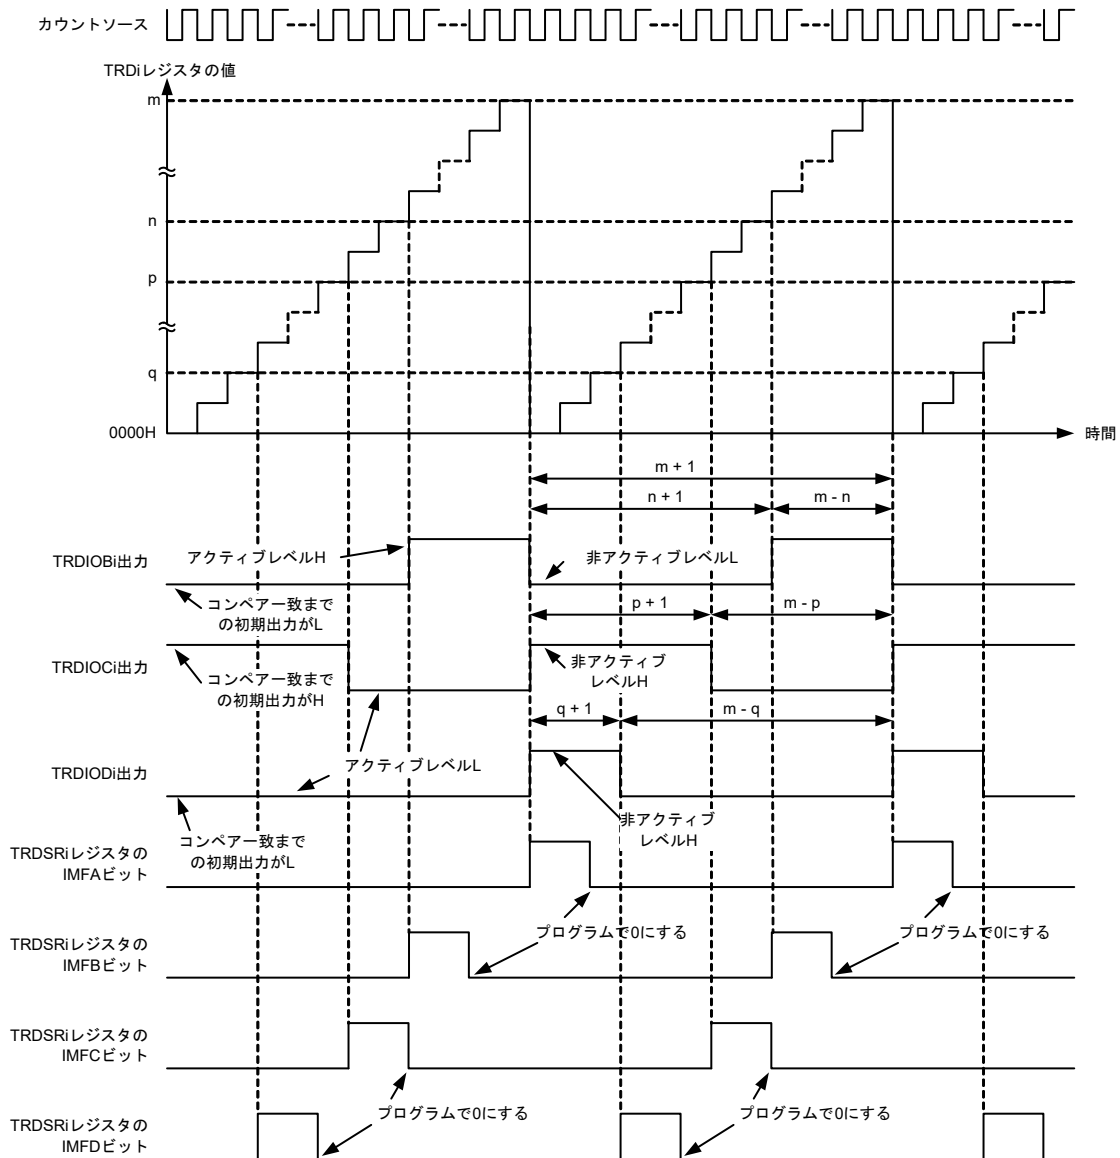 カウントソース
TRDiレジスタの値
m
n
p
q
0000H
時間
m + 1
n + 1
m - n
TRDIOBi出力
アクティブレベルH
非アクティブレベルL
コンペア一致まで
の初期出力がL
p + 1
m - p
TRDIOCi出力
コンペア一致まで
の初期出力がH
非アクティブ
レベルH
q + 1
m - q
TRDIODi出力
アクティブレベルL
コンペア一致まで
の初期出力がL
非アクティブ
レベルH
TRDSRiレジスタの
IMFAビット
プログラムで0にする
プログラムで0にする
TRDSRiレジスタの
IMFBビット
TRDSRiレジスタの
IMFCビット
プログラムで0にする
プログラムで0にする
TRDSRiレジスタの
IMFDビット